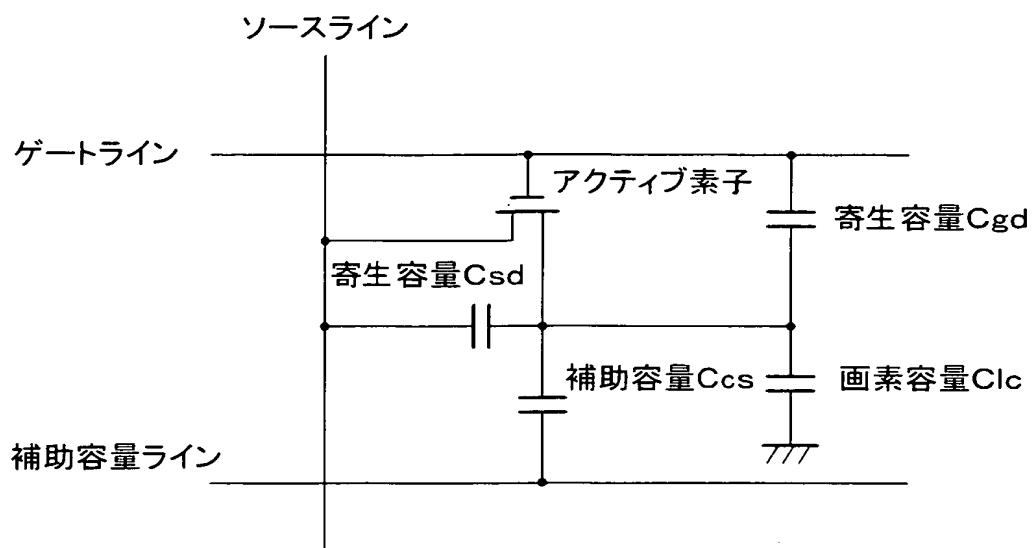 ソースライン
ゲートライン
アクティブ素子
寄生容量Cgd
寄生容量Csd
補助容量Ccs
画素容量Clc
補助容量ライン